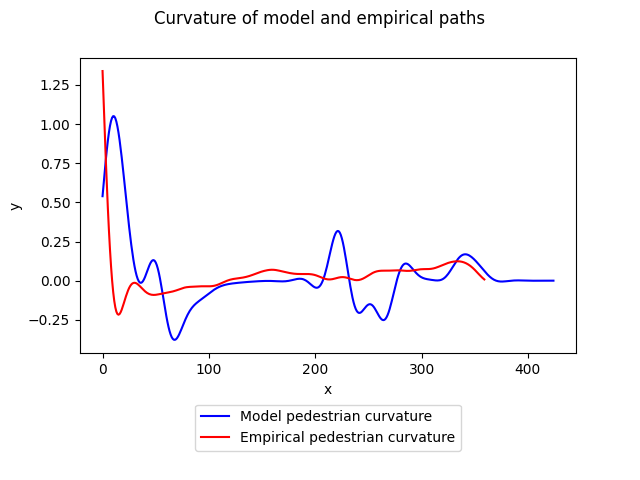 Curvature of model and empirical paths
1.25
1.00
0.75
0.50
0.25
0.00
−0.25
y
0 100 200 300 400
x
Model pedestrian curvature
Empirical pedestrian curvature